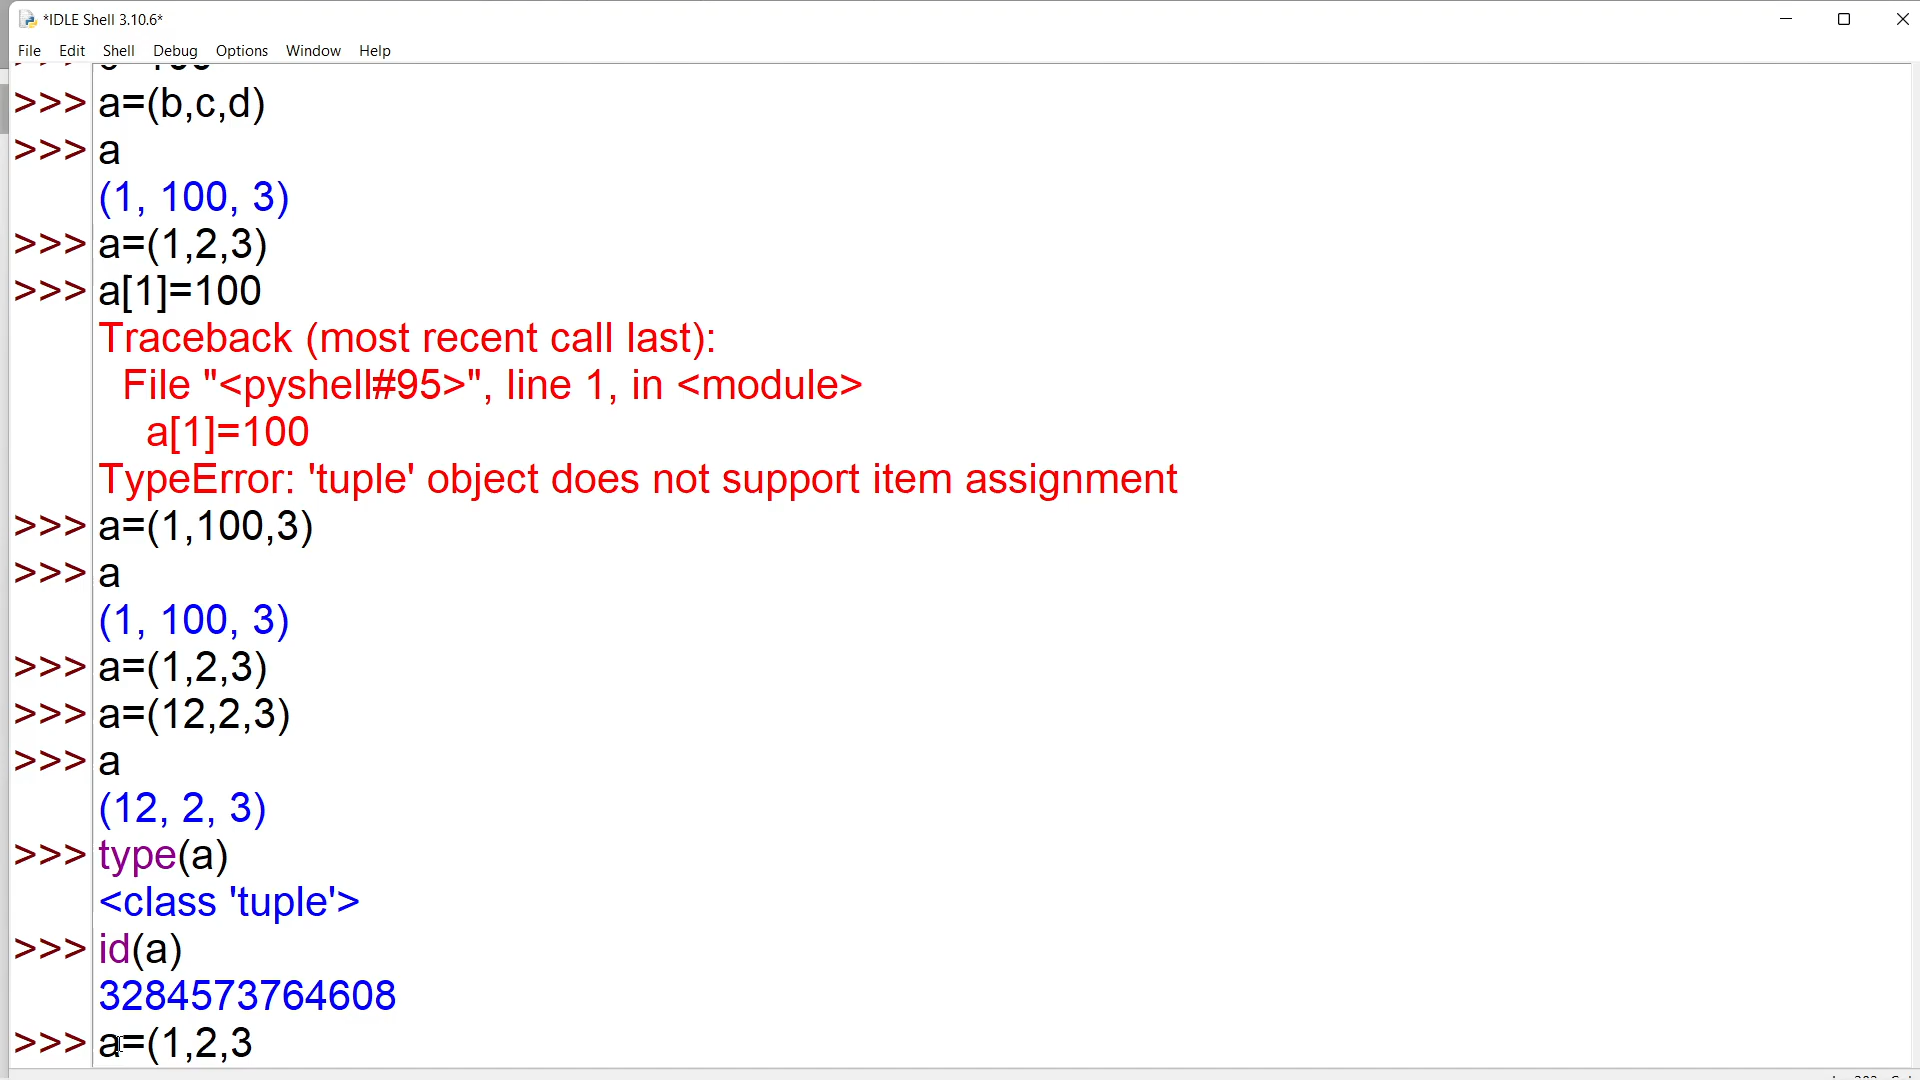 *IDLE Shell 3.10.6*
File Edit Shell Debug Options Window Help
>>> a=(b,c,d)
>>> a
(1, 100, 3)
>>> a=(1,2,3)
>>> a[1]=100
Traceback (most recent call last):
File "<pyshell#95>", line 1, in <module>
a[1]=100
TypeError: 'tuple' object does not support item assignment
>>> a=(1,100,3)
>>> a
(1, 100, 3)
>>> a=(1,2,3)
>>> a=(12,2,3)
>>> a
(12, 2, 3)
>>> type(a)
<class 'tuple'>
>>> id(a)
3284573764608
>>> a=(1,2,3